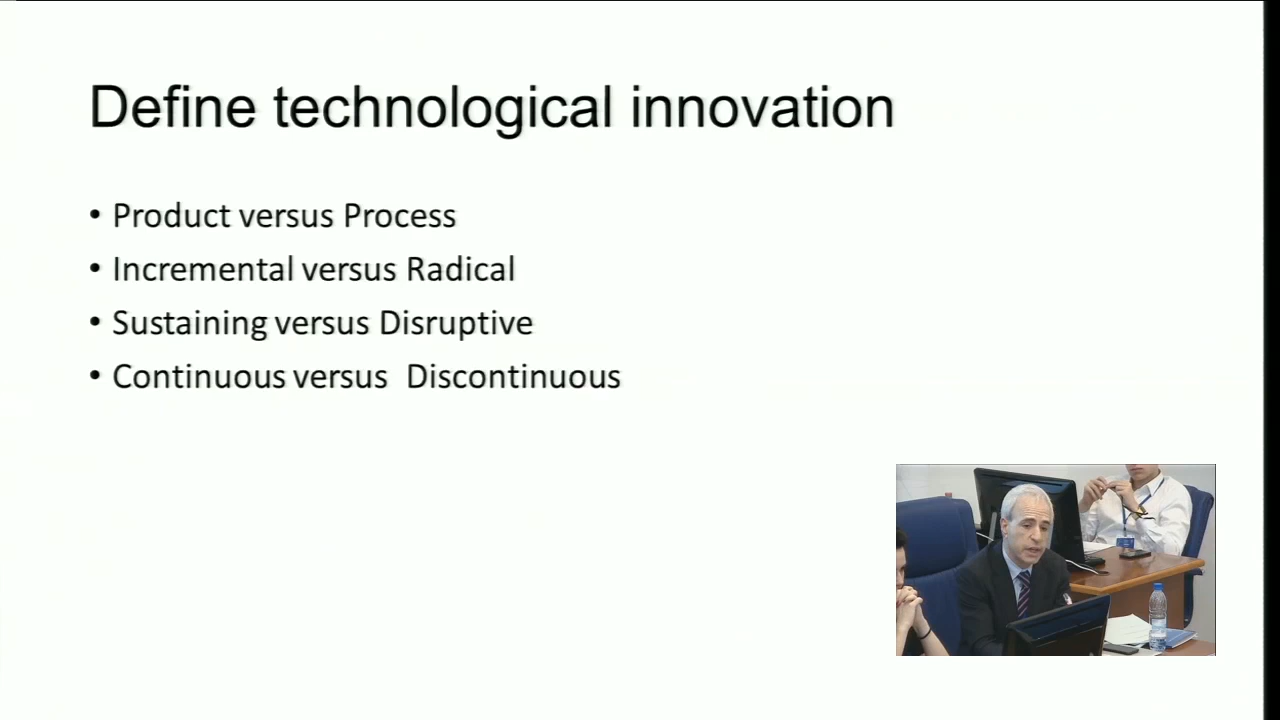 Define technological innovation
• Product versus Process
• Incremental versus Radical
• Sustaining versus Disruptive
• Continuous versus  Discontinuous